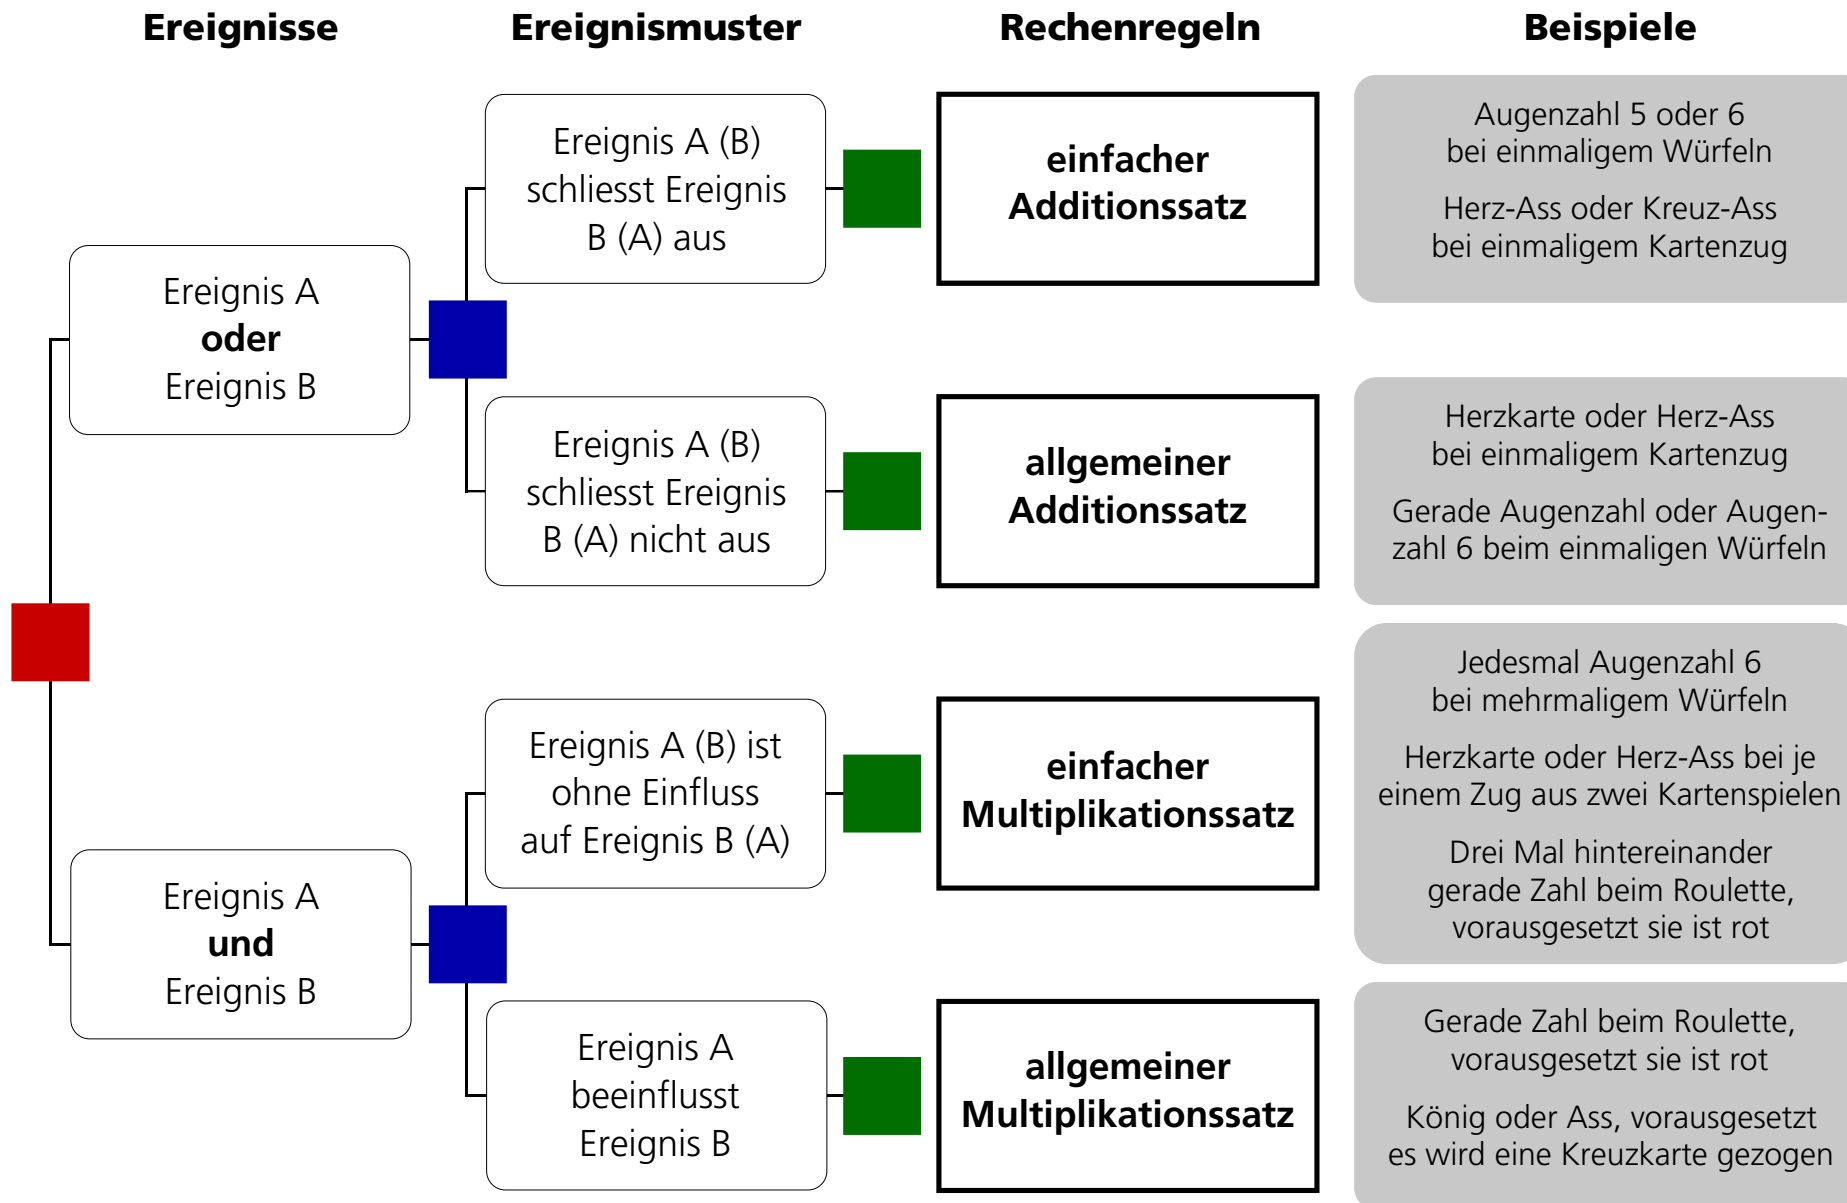 Ereignisse
Ereignismuster
Rechenregeln
Beispiele
Ereignis A
oder
Ereignis B
Ereignis A (B)
schliesst Ereignis
B (A) aus
einfacher
Additionssatz
Augenzahl 5 oder 6
bei einmaligem Würfeln
Herz-Ass oder Kreuz-Ass
bei einmaligem Kartenzug
Ereignis A (B)
schliesst Ereignis
B (A) nicht aus
allgemeiner
Additionssatz
Herzkarte oder Herz-Ass
bei einmaligem Kartenzug
Gerade Augenzahl oder Augen-
zahl 6 beim einmaligen Würfeln
Ereignis A
und
Ereignis B
Ereignis A (B) ist
ohne Einfluss
auf Ereignis B (A)
einfacher
Multiplikationssatz
Jedesmal Augenzahl 6
bei mehrmaligem Würfeln
Herzkarte oder Herz-Ass bei je
einem Zug aus zwei Kartenspielen
Drei Mal hintereinander
gerade Zahl beim Roulette,
vorausgesetzt sie ist rot
Ereignis A
beeinflusst
Ereignis B
allgemeiner
Multiplikationssatz
Gerade Zahl beim Roulette,
vorausgesetzt sie ist rot
König oder Ass, vorausgesetzt
es wird eine Kreuzkarte gezogen